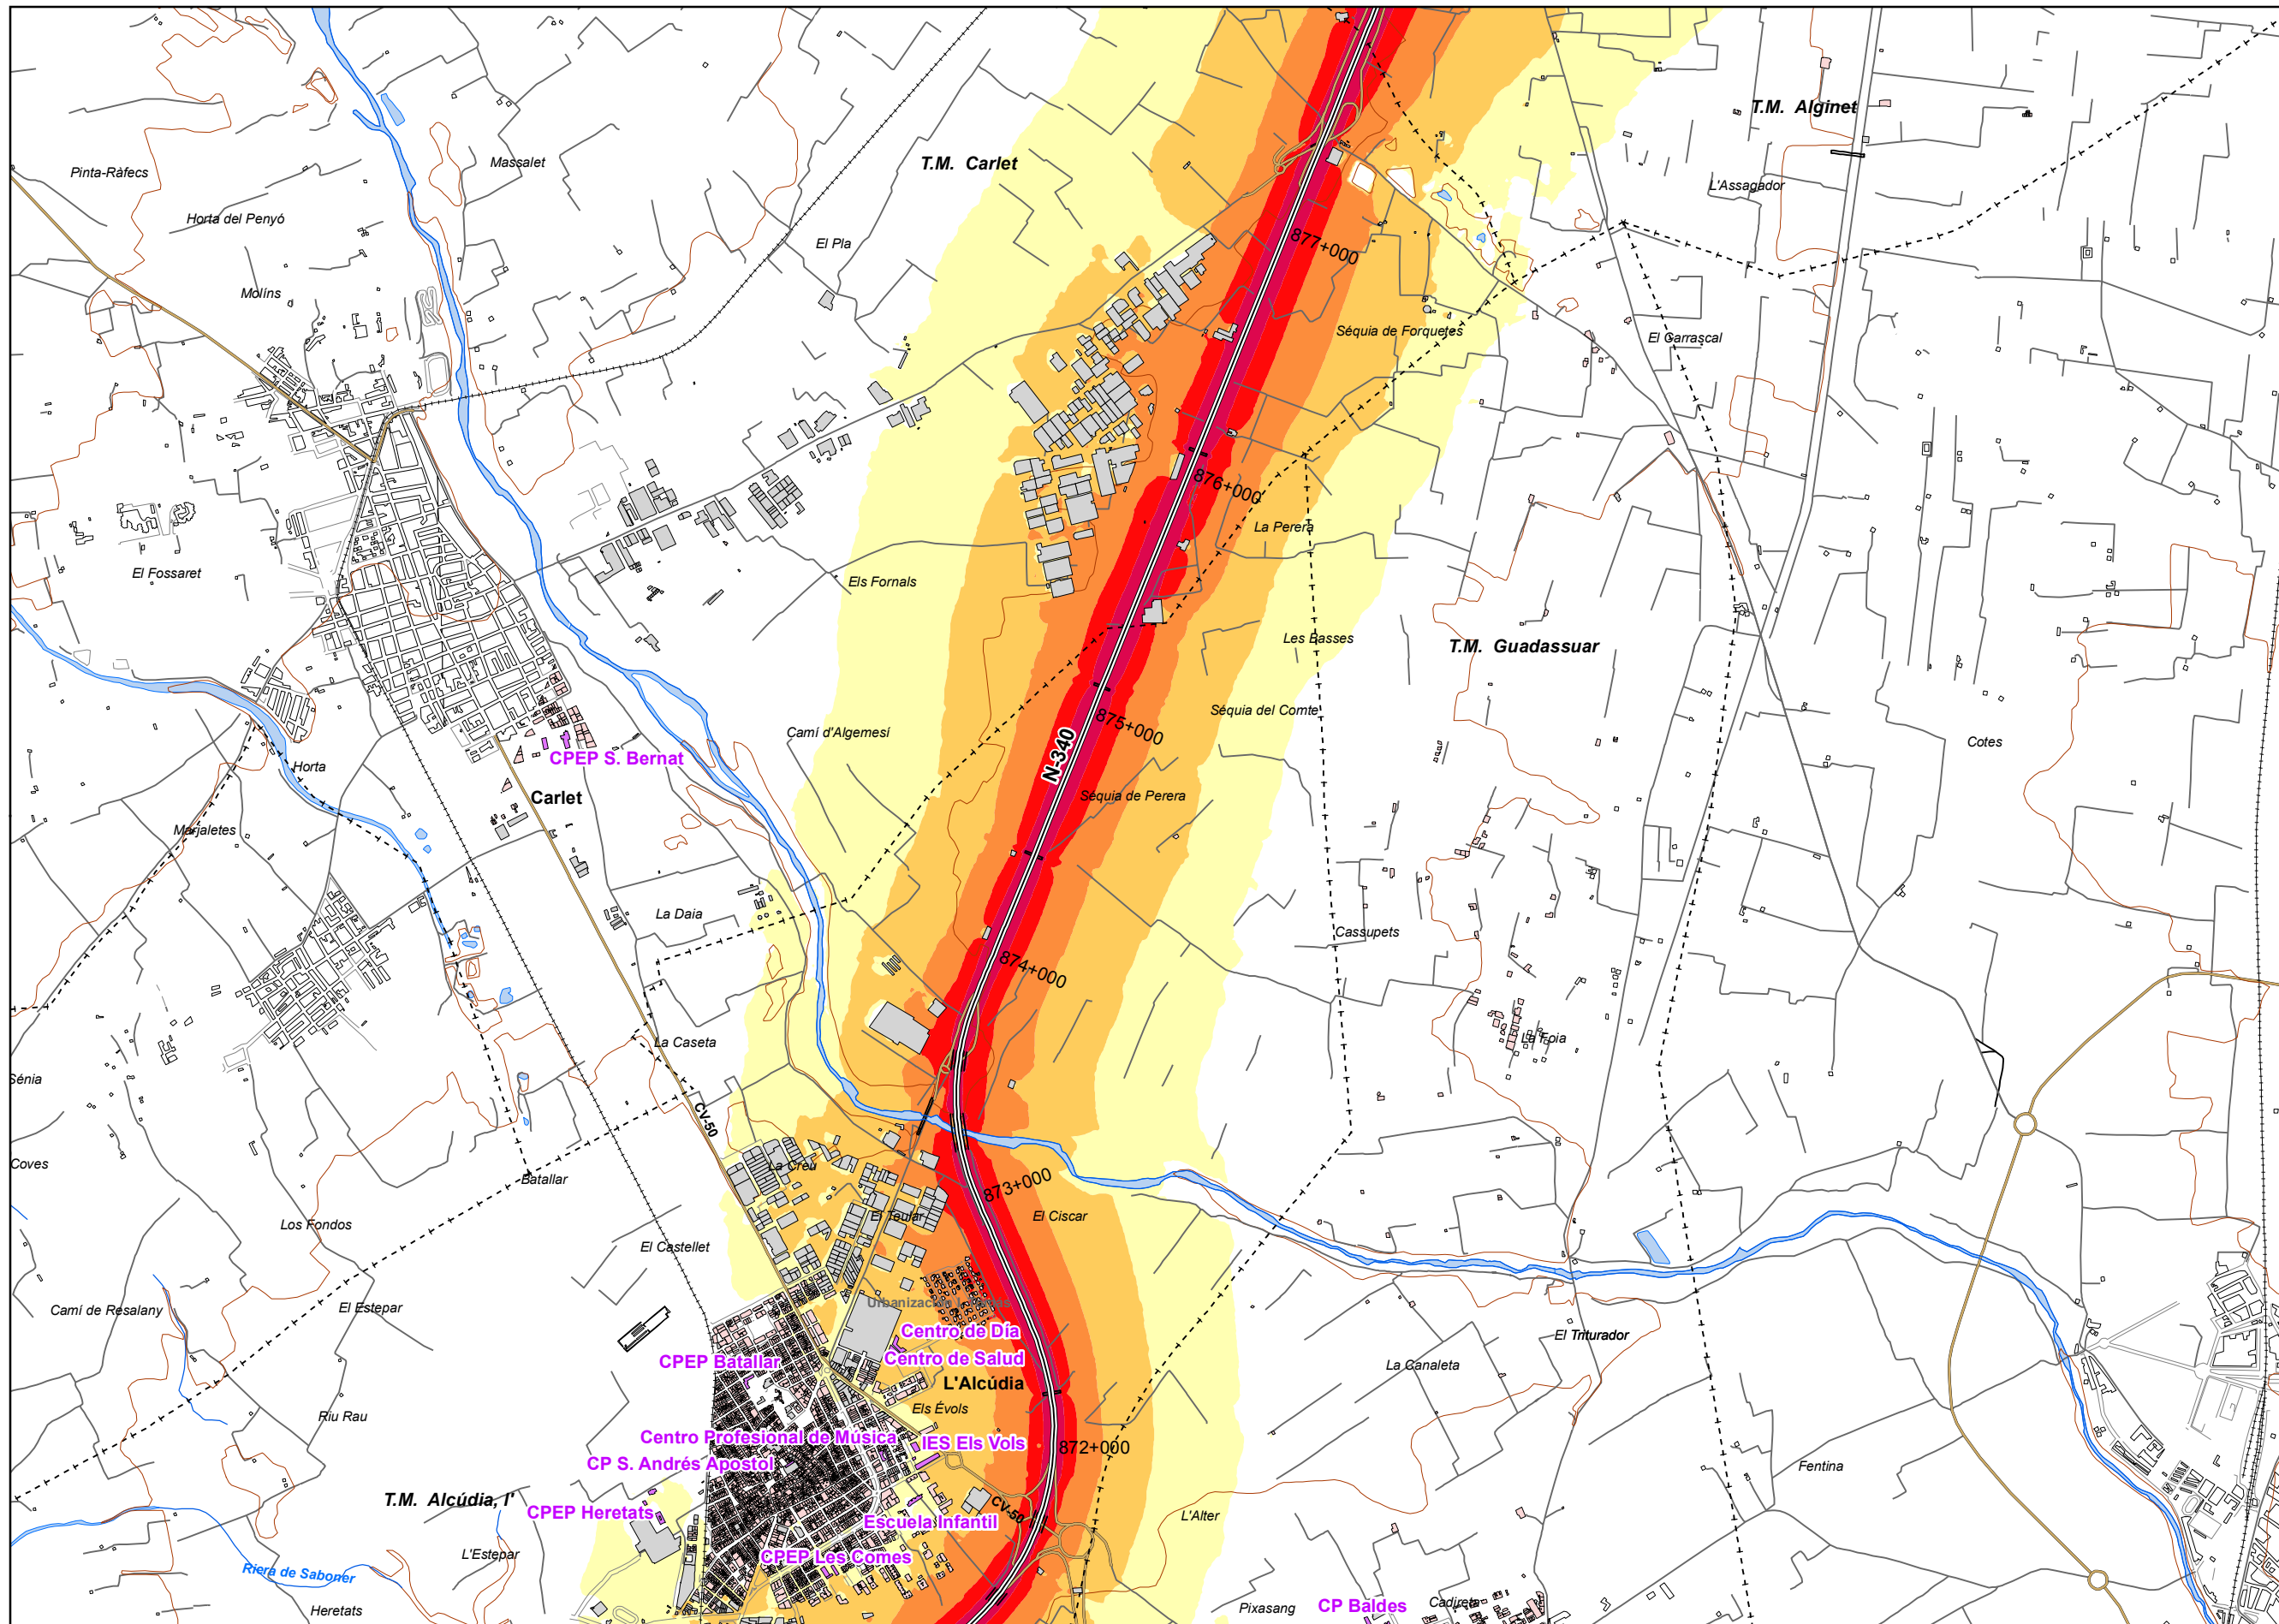 T.M. Alginet
T.M. Carlet
Pinta-Ràfecs
Massalet
L'Assagador
Horta del Penyó
El Pla
877+000
Molíns
Séquia de Forquetes
El Garrascal
876+000
La Perera
El Fossaret
Els Fornals
Les Basses
T.M. Guadassuar
Séquia del Comte
875+000
Camí d'Algemesí
Cotes
N-340
CPEP S. Bernat
Horta
Carlet
Séquia de Perera
Marjaletes
La Daia
Cassupets
874+000
La Caseta
La Foia
Sénia
CV-50
Coves
La Creu
Batallar
873+000
El Teular
El Ciscar
Los Fondos
El Castellet
Camí de Resalany
El Estepar
Urbanización
Centro de Día
El Triturador
CPEP Batallar
Centro de Salud
La Canaleta
L'Alcúdia
Els Évols
Riu Rau
Centro Profesional de Música
IES Els Vols
872+000
CP S. Andrés Apostol
Fentina
T.M. Alcúdia, l'
CPEP Heretats
CV-50
Escuela Infantil
L'Alter
L'Estepar
CPEP Les Comes
Riera de Saboner
Heretats
Pixasang
CP Baldes
Cadireta